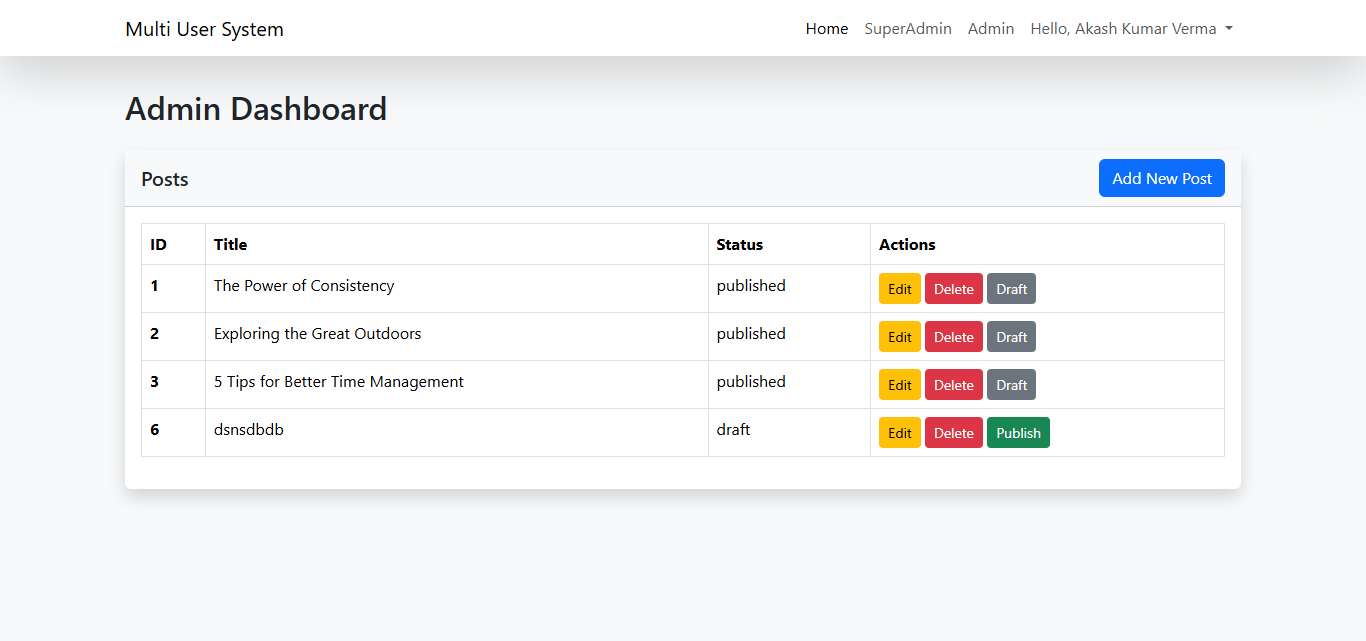 Multi User System Home SuperAdmin Admin Hello, Akash Kumar Verma
Admin Dashboard
Posts Add New Post
ID Title Status Actions
1 The Power of Consistency published Edit Delete Draft
2 Exploring the Great Outdoors published Edit Delete Draft
3 5 Tips for Better Time Management published Edit Delete Draft
6 dsnsdbdb draft Edit Delete Publish